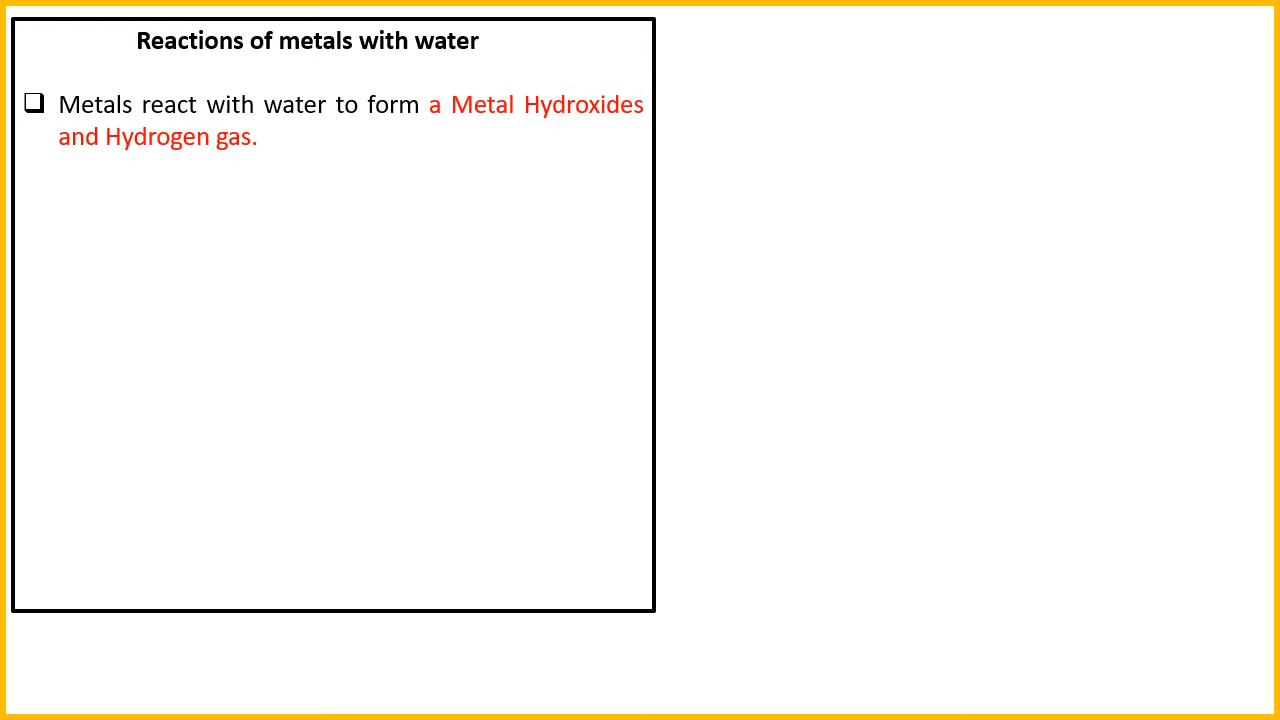 Reactions of metals with water
❑ Metals react with water to form a Metal Hydroxides
and Hydrogen gas.